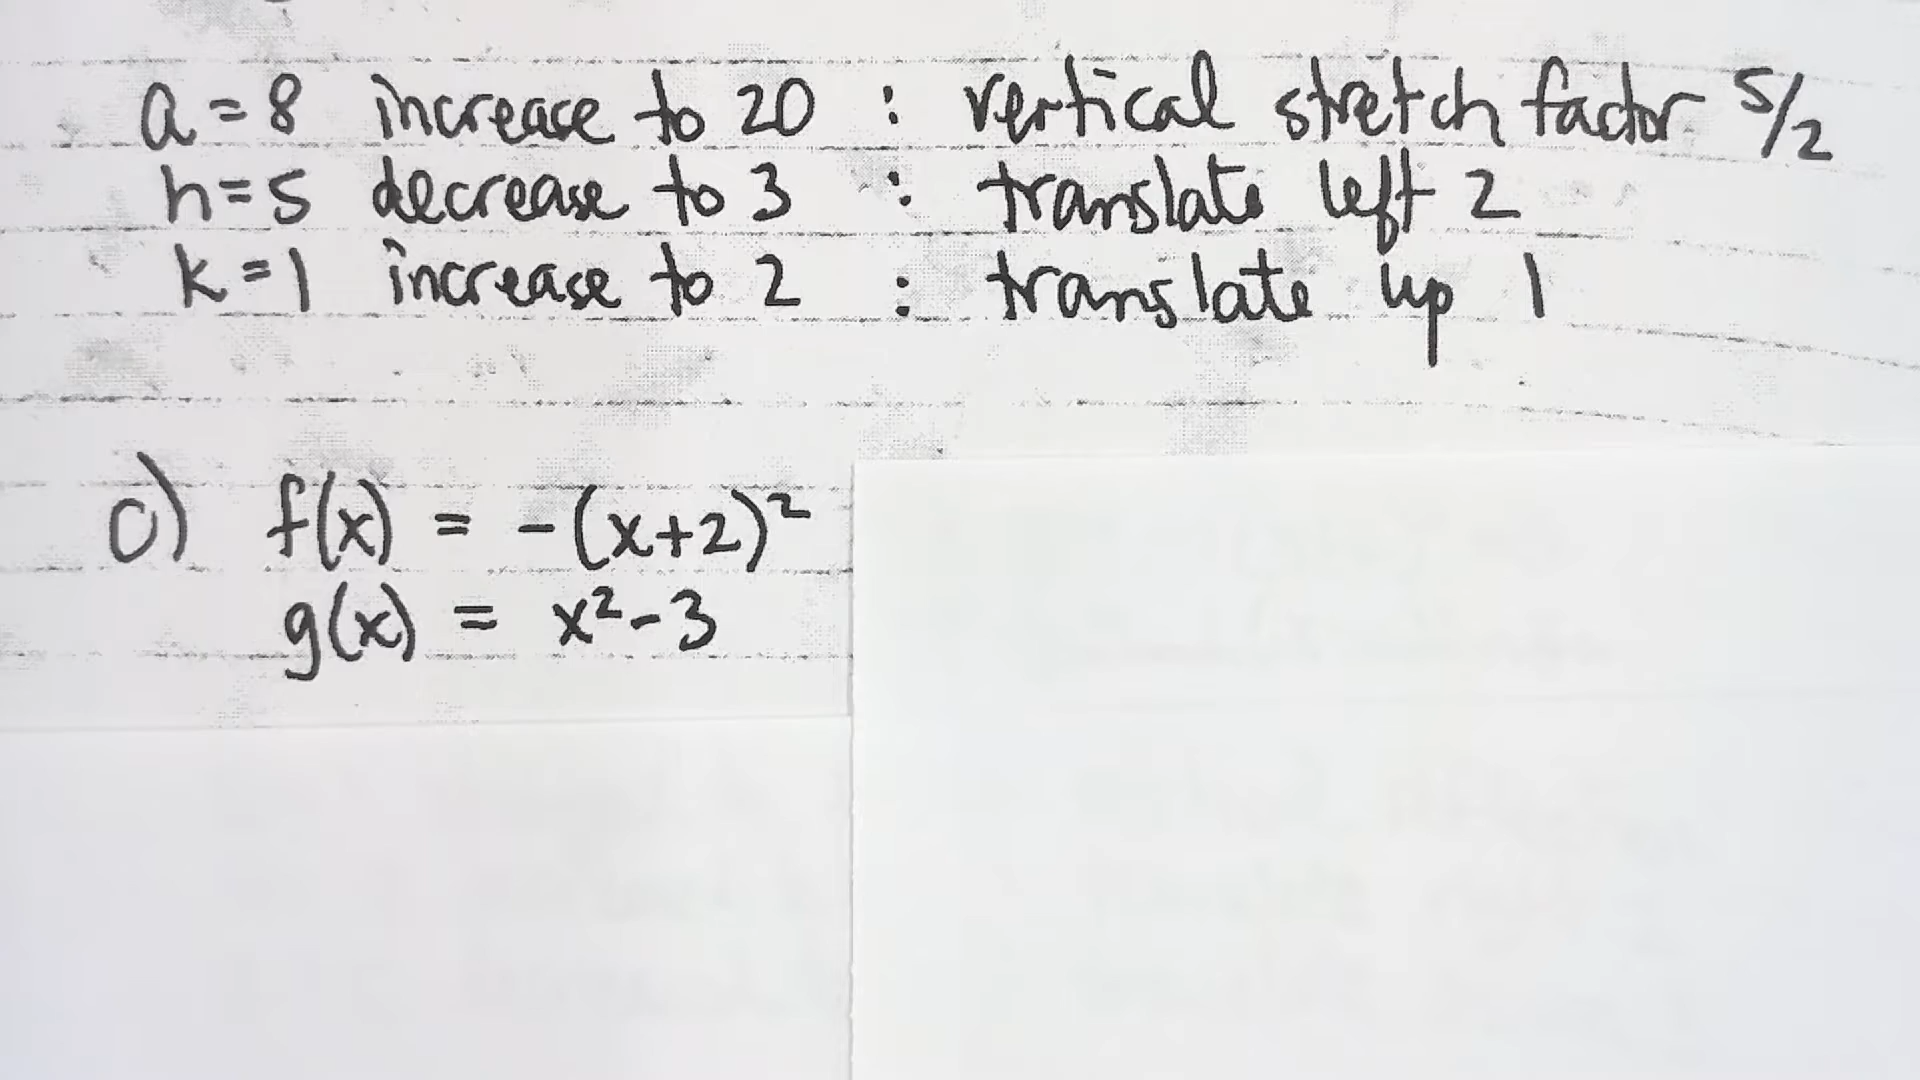 a = 8 increase to 20 : vertical stretch factor 5/2
h = 5 decrease to 3 : translate left 2
k = 1 increase to 2 : translate up 1
c) f(x) = -(x+2)²
g(x) = x² - 3